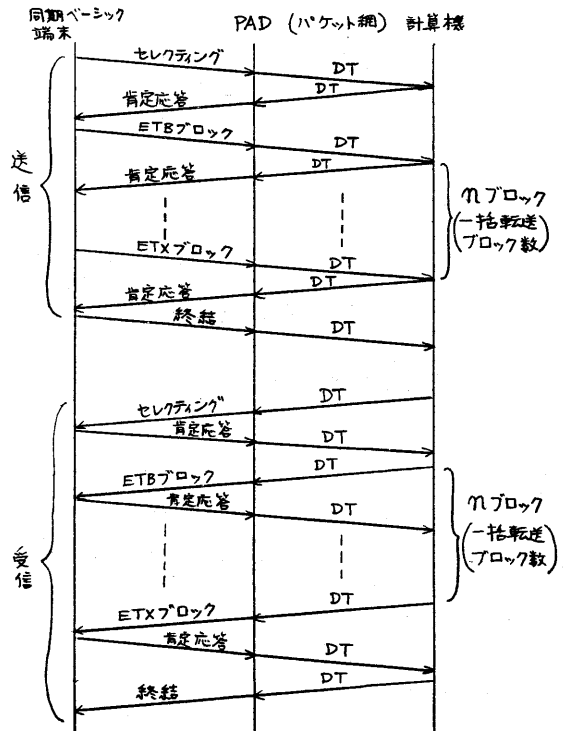 同期ベーシック
端末
PAD (パケット網)
計算機
セレクティング
DT
DT
肯定応答
ETBブロック
DT
DT
肯定応答
送信
nブロック
(一括転送
ブロック数)
ETXブロック
DT
DT
肯定応答
終結
DT
DT
セレクティング
肯定応答
DT
DT
ETBブロック
肯定応答
DT
nブロック
(一括転送
ブロック数)
受信
DT
ETXブロック
肯定応答
DT
DT
終結